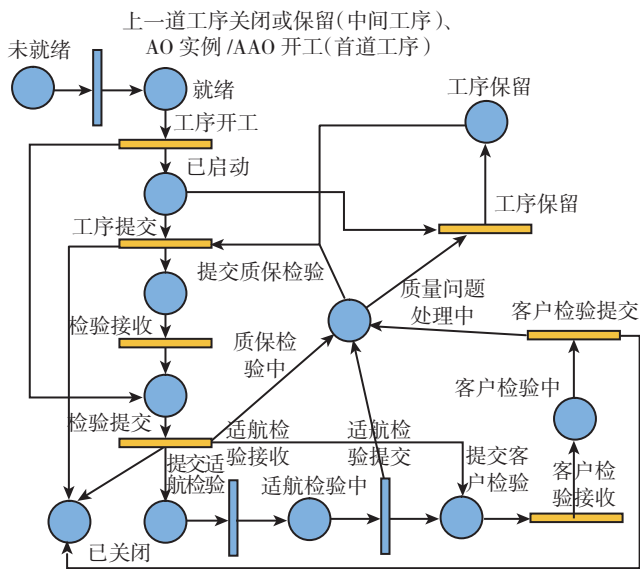 上一道工序关闭或保留(中间工序)、
AO 实例 /AAO 开工(首道工序)
未就绪
就绪
工序保留
工序开工
已启动
工序保留
工序提交
提交质保检验
质量问题
处理中
客户检验提交
检验接收
质保检
验中
客户检验中
检验提交
适航检
验接收
适航检
验提交
提交适
航检验
适航检验中
提交客
户检验
客户检
验接收
已关闭